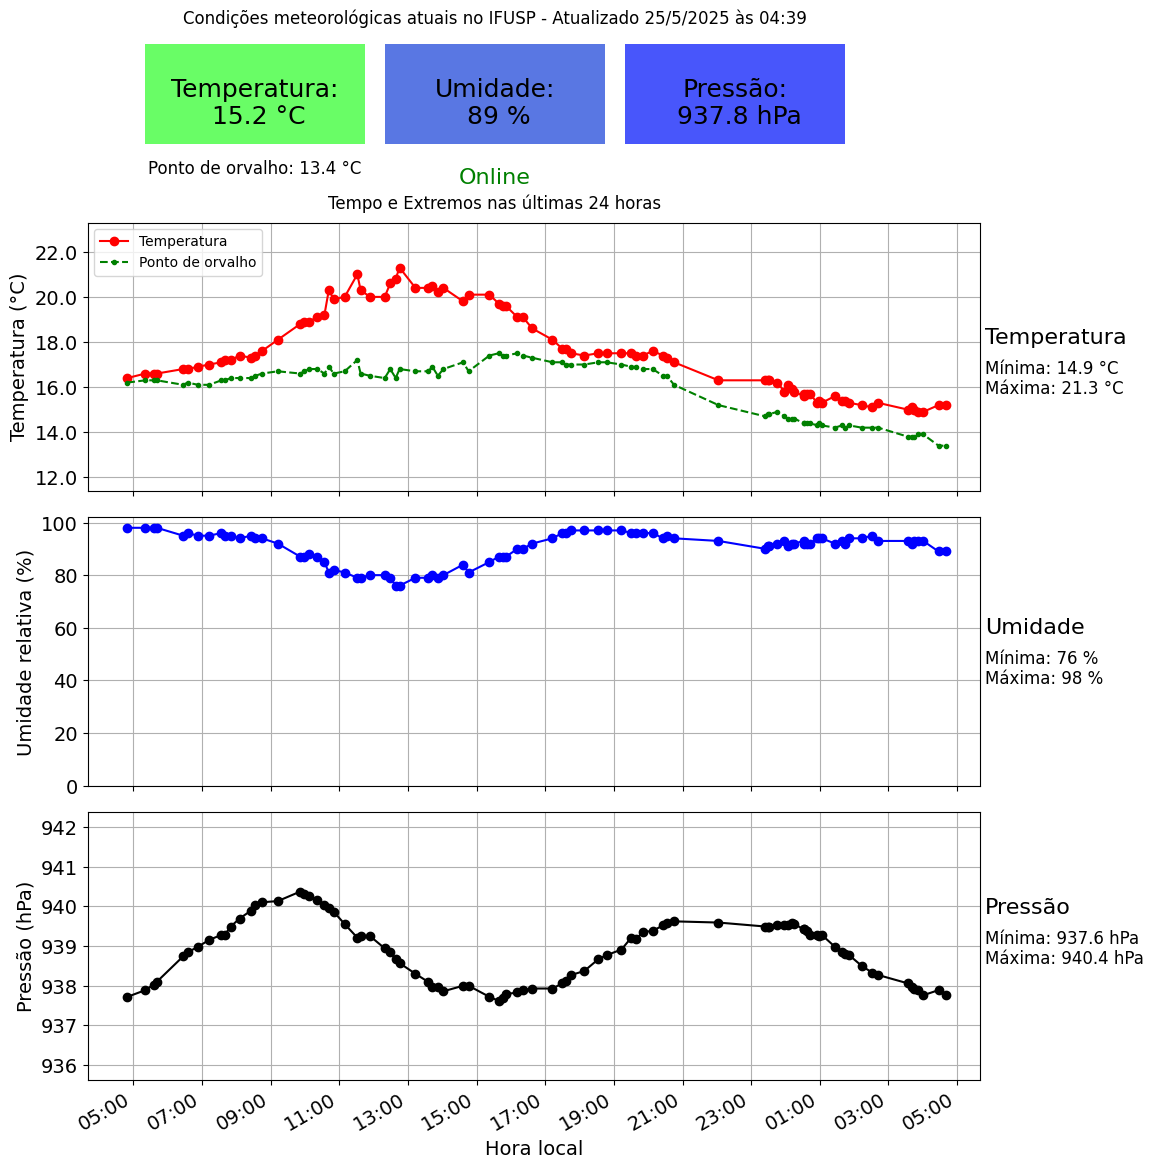 Condições meteorológicas atuais no IFUSP - Atualizado 25/5/2025 às 04:39
Temperatura:
15.2 °C
Umidade:
89 %
Pressão:
937.8 hPa
Ponto de orvalho: 13.4 °C
Online
Tempo e Extremos nas últimas 24 horas
Temperatura (°C)
22.0
20.0
18.0
16.0
14.0
12.0
Temperatura
Ponto de orvalho
Temperatura
Mínima: 14.9 °C
Máxima: 21.3 °C
Umidade relativa (%)
100
80
60
40
20
0
Umidade
Mínima: 76 %
Máxima: 98 %
Pressão (hPa)
942
941
940
939
938
937
936
Pressão
Mínima: 937.6 hPa
Máxima: 940.4 hPa
05:00 07:00 09:00 11:00 13:00 15:00 17:00 19:00 21:00 23:00 01:00 03:00 05:00
Hora local